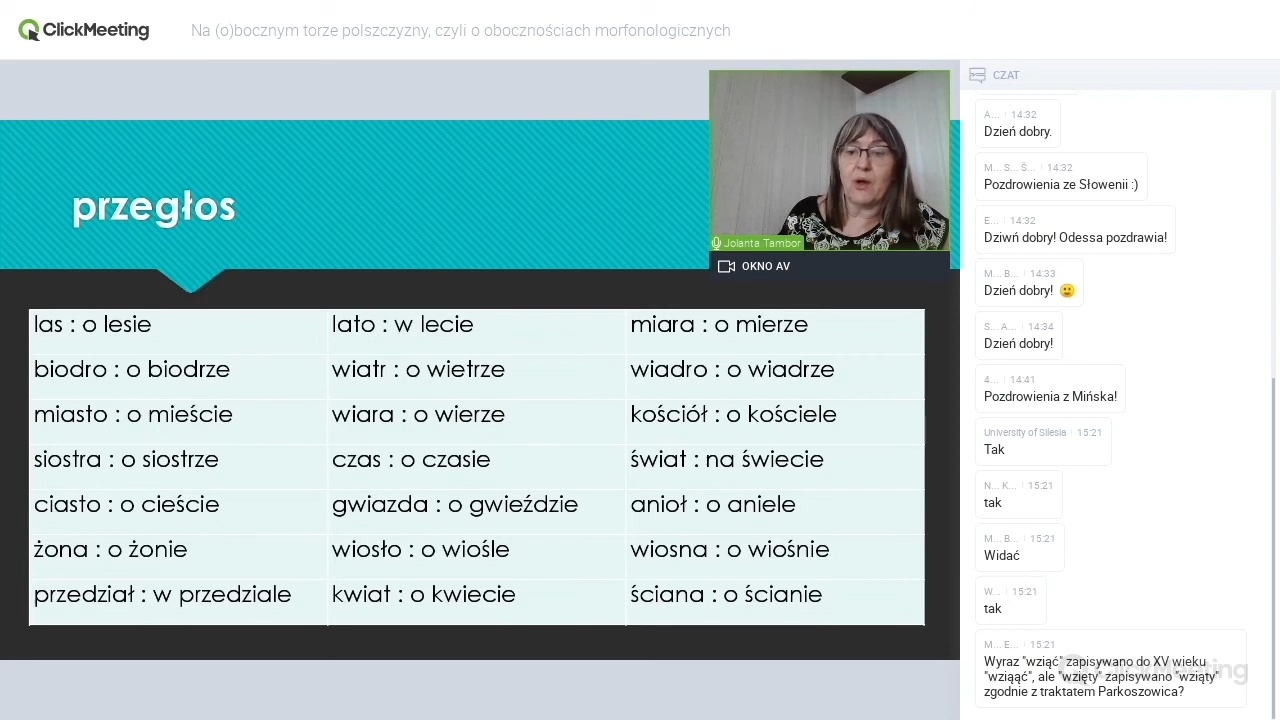 ClickMeeting
Na (o)bocznym torze polszczyzny, czyli o obocznościach morfonologicznych
przegłos
Jolanta Tambor
OKNO AV
las : o lesie
lato : w lecie
miara : o mierze
biodro : o biodrze
wiatr : o wietrze
wiadro : o wiadrze
miasto : o mieście
wiara : o wierze
kościół : o kościele
siostra : o siostrze
czas : o czasie
świat : na świecie
ciasto : o cieście
gwiazda : o gwieździe
anioł : o aniele
żona : o żonie
wiosło : o wiośle
wiosna : o wiośnie
przedział : w przedziale
kwiat : o kwiecie
ściana : o ścianie
CZAT
A... 14:32
Dzień dobry.
M... S... Ś... 14:32
Pozdrowienia ze Słowenii :)
E... 14:32
Dziwń dobry! Odessa pozdrawia!
M... B... 14:33
Dzień dobry! 🙂
S... A... 14:34
Dzień dobry!
4... 14:41
Pozdrowienia z Mińska!
University of Silesia 15:21
Tak
N... K... 15:21
tak
M... B... 15:21
Widać
W... 15:21
tak
M... E... 15:21
Wyraz "wziąć" zapisywano do XV wieku
"wziąąć", ale "wzięty" zapisywano "wziąty"
zgodnie z traktatem Parkoszowica?
ClickMeeting